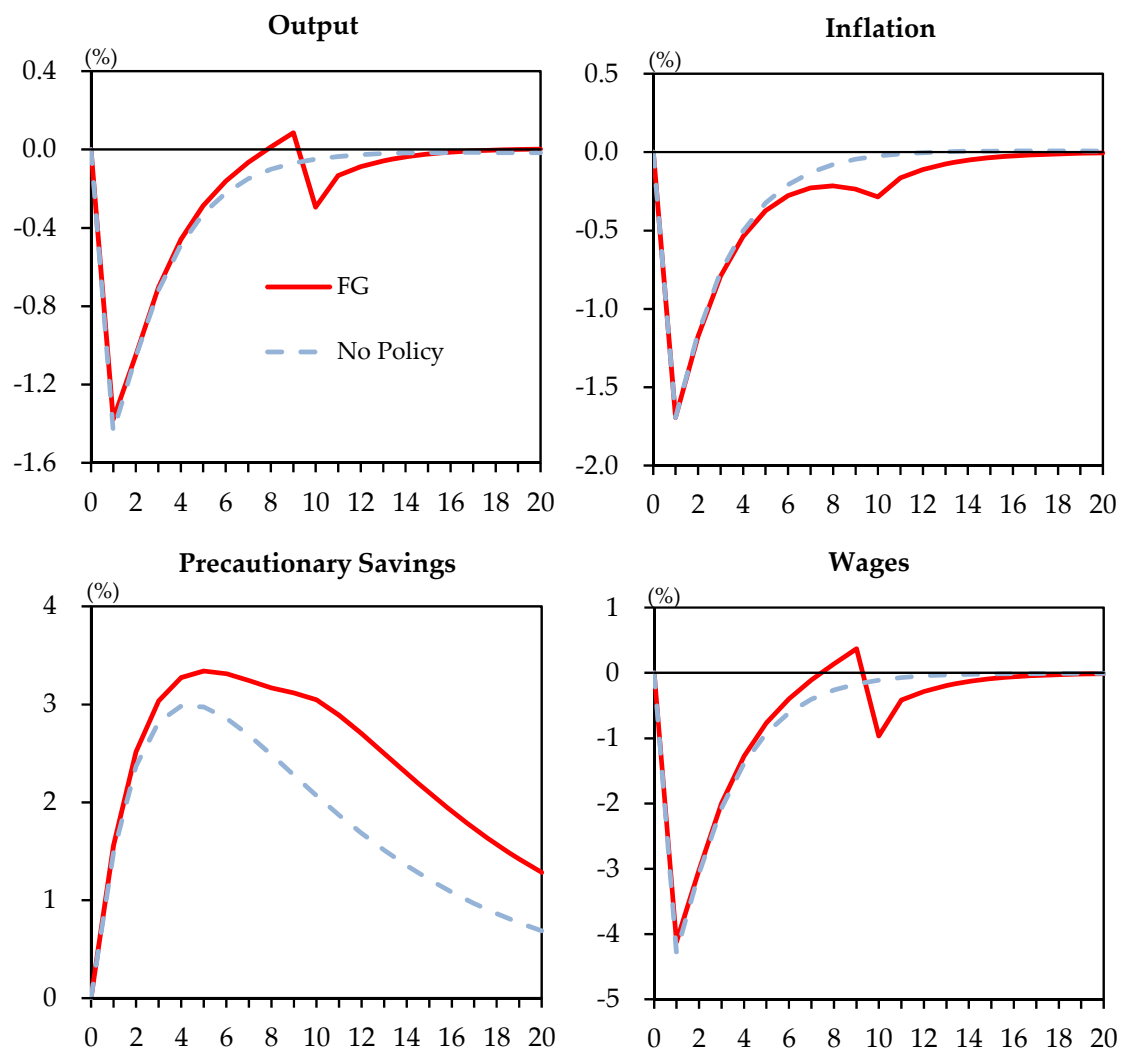 Output
(%)
0.4
0.0
-0.4
-0.8
-1.2
-1.6
FG
No Policy
0 2 4 6 8 10 12 14 16 18 20
Inflation
(%)
0.5
0.0
-0.5
-1.0
-1.5
-2.0
0 2 4 6 8 10 12 14 16 18 20
Precautionary Savings
(%)
4
3
2
1
0
0 2 4 6 8 10 12 14 16 18 20
Wages
(%)
1
0
-1
-2
-3
-4
-5
0 2 4 6 8 10 12 14 16 18 20